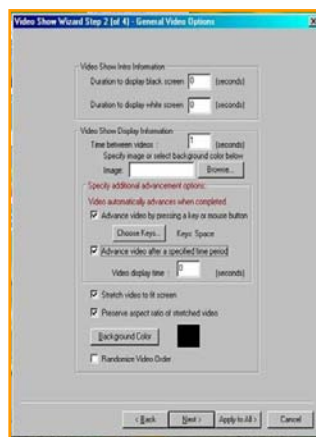 Video Show Wizard Step 2 (of 4) - General Video Options
Video Show Intro Information
Duration to display black screen 0 (seconds)
Duration to display white screen 0 (seconds)
Video Show Display Information
Time between videos : 1 (seconds)
Specify image or select background color below
Image: Browse...
Specify additional advancement options:
Video automatically advances when completed
Advance video by pressing a key or mouse button
Choose Keys... Keys: Space
Advance video after a specified time period
Video display time : 0 (seconds)
Stretch video to fit screen
Preserve aspect ratio of stretched video
Background Color
Randomize Video Order
< Back Next > Apply to All > Cancel